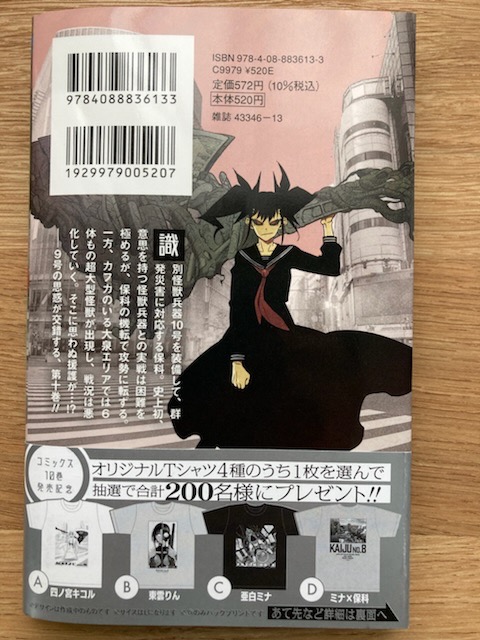 ISBN 978-4-08-883613-3
C9979 ¥520E
定価572円（10%税込）
本体520円
雑誌 43346-13
9784088836133
1929979005207
識別怪獣兵器10号を装備して、群
発災害に対応する保科。史上初、
意思を持つ怪獣兵器との実戦は困難を
極めるが、保科の機転で攻勢に転する。
一方、カフカのいる大泉エリアでは6
体もの超大型怪獣が出現し、戦況は悪
化していく。そこに思わぬ援護が…!?
9号の思惑が交錯する、第十巻!!
コミックス
10巻
発売記念
オリジナルTシャツ4種のうち1枚を選んで
抽選で合計200名様にプレゼント!!
KAIJU NO.8
A
四ノ宮キコル
B
東雲りん
C
亜白ミナ
D
ミナ×保科
あて先など詳細は裏面へ